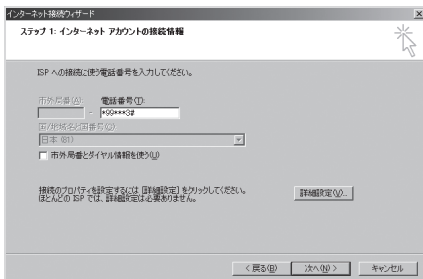 インターネット接続ウィザード
ステップ 1: インターネット アカウントの接続情報
ISP への接続に使う電話番号を入力してください。
市外局番(A)
電話番号(T):
- *99***3#
国/地域名と国番号(O)
日本 (81)
市外局番とダイヤル情報を使う(U)
接続のプロパティを設定するには [詳細設定] をクリックしてください。
ほとんどの ISP では、詳細設定は必要ありません。
詳細設定(V)...
< 戻る(B)
次へ(N) >
キャンセル